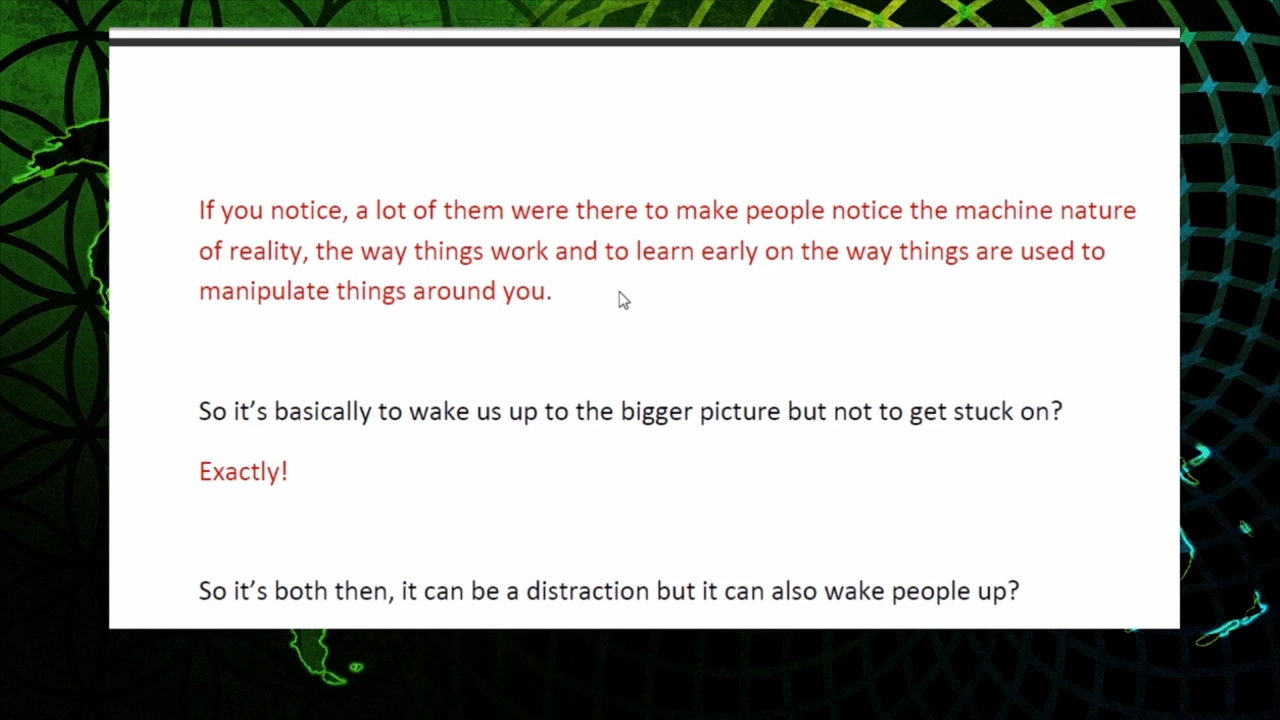 If you notice, a lot of them were there to make people notice the machine nature
of reality, the way things work and to learn early on the way things are used to
manipulate things around you.
So it’s basically to wake us up to the bigger picture but not to get stuck on?
Exactly!
So it’s both then, it can be a distraction but it can also wake people up?